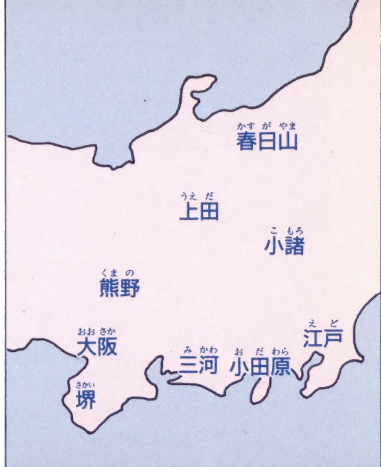 かすがやま
春日山
うえだ
上田
こもろ
小諸
くまの
熊野
おおさか
大阪
みかわ
三河
おだわら
小田原
えど
江戸
さかい
堺